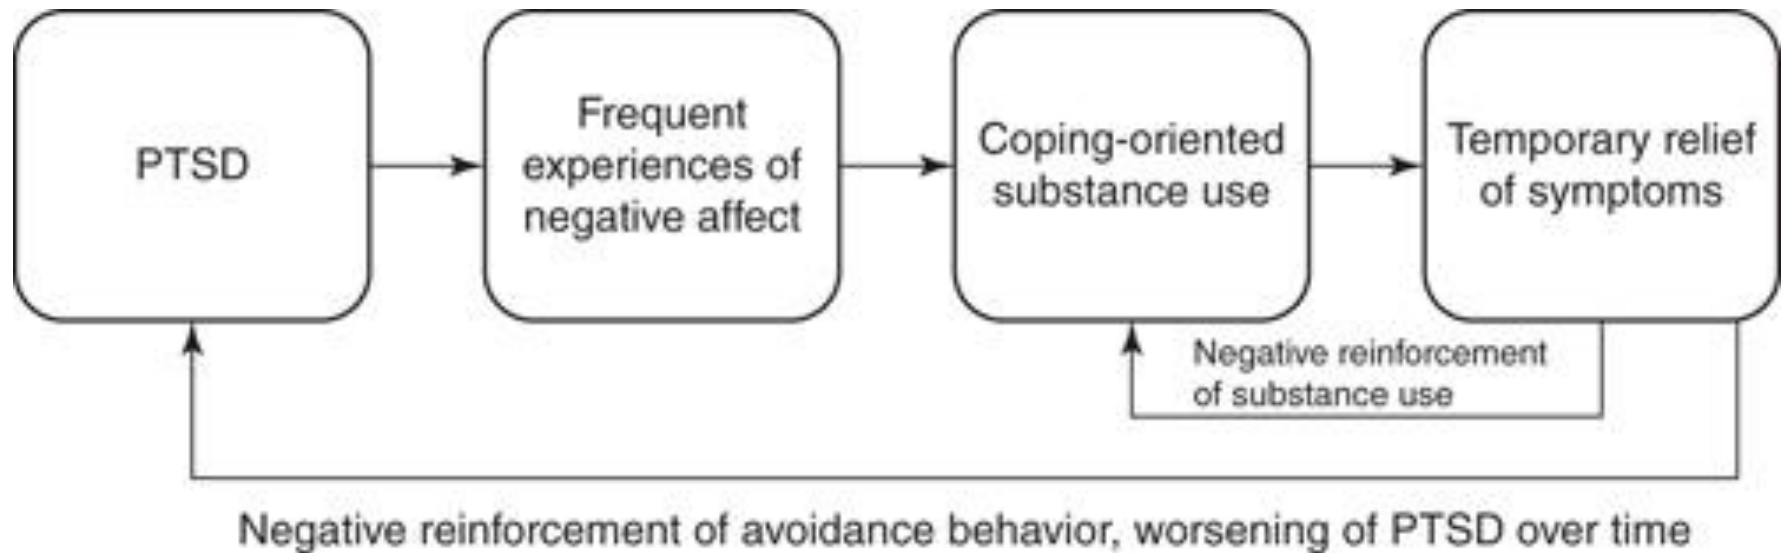 PTSD
Frequent
experiences of
negative affect
Coping-oriented
substance use
Temporary relief
of symptoms
Negative reinforcement
of substance use
Negative reinforcement of avoidance behavior, worsening of PTSD over time